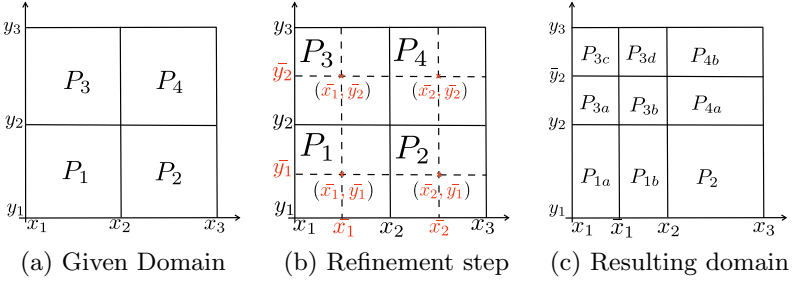 y₃
P₃ P₄
y₂
P₁ P₂
y₁
x₁ x₂ x₃
(a) Given Domain
y₃
P₃ P₄
ȳ₂
(x̄₁, ȳ₂) (x̄₂, ȳ₂)
y₂
P₁ P₂
ȳ₁
(x̄₁, ȳ₁) (x̄₂, ȳ₁)
y₁
x₁ x̄₁ x₂ x̄₂ x₃
(b) Refinement step
y₃
P₃c P₃d P₄b
ȳ₂
P₃a P₃b P₄a
y₂
P₁a P₁b P₂
y₁
x₁ x̄₁ x₂ x₃
(c) Resulting domain